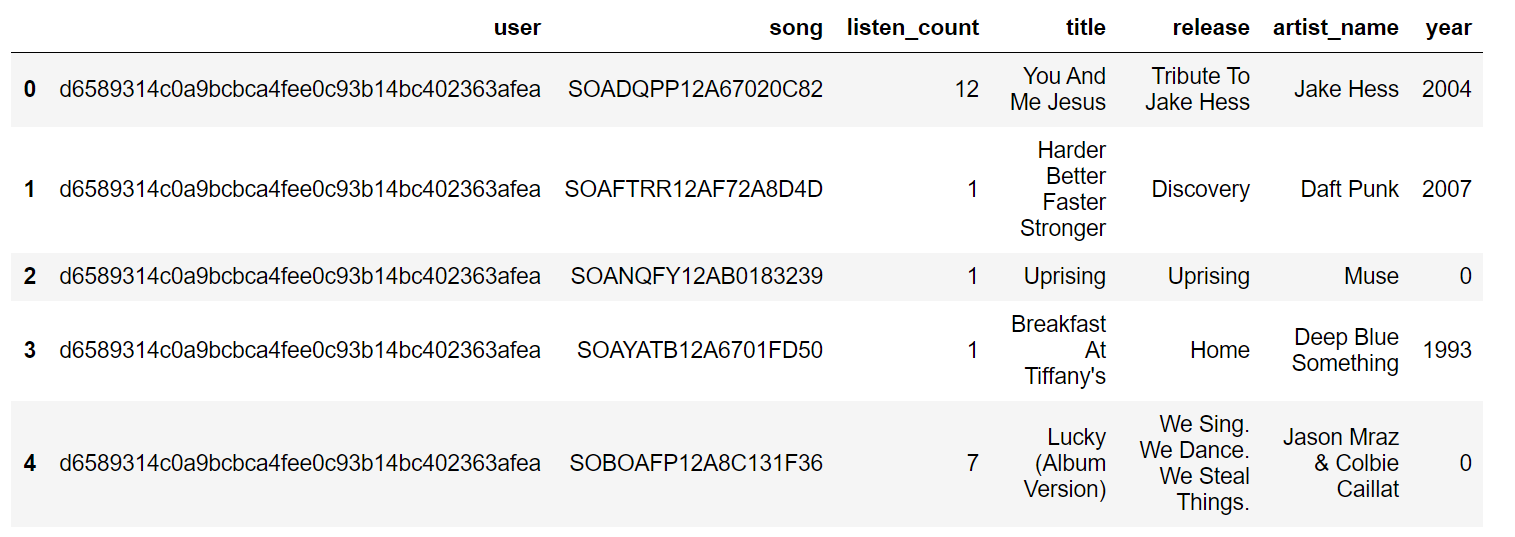 user song listen_count title release artist_name year
0 d6589314c0a9bcbca4fee0c93b14bc402363afea SOADQPP12A67020C82 12 You And Me Jesus Tribute To Jake Hess Jake Hess 2004
1 d6589314c0a9bcbca4fee0c93b14bc402363afea SOAFTRR12AF72A8D4D 1 Harder Better Faster Stronger Discovery Daft Punk 2007
2 d6589314c0a9bcbca4fee0c93b14bc402363afea SOANQFY12AB0183239 1 Uprising Uprising Muse 0
3 d6589314c0a9bcbca4fee0c93b14bc402363afea SOAYATB12A6701FD50 1 Breakfast At Tiffany's Home Deep Blue Something 1993
4 d6589314c0a9bcbca4fee0c93b14bc402363afea SOBOAFP12A8C131F36 7 Lucky (Album Version) We Sing. We Dance. We Steal Things. Jason Mraz & Colbie Caillat 0